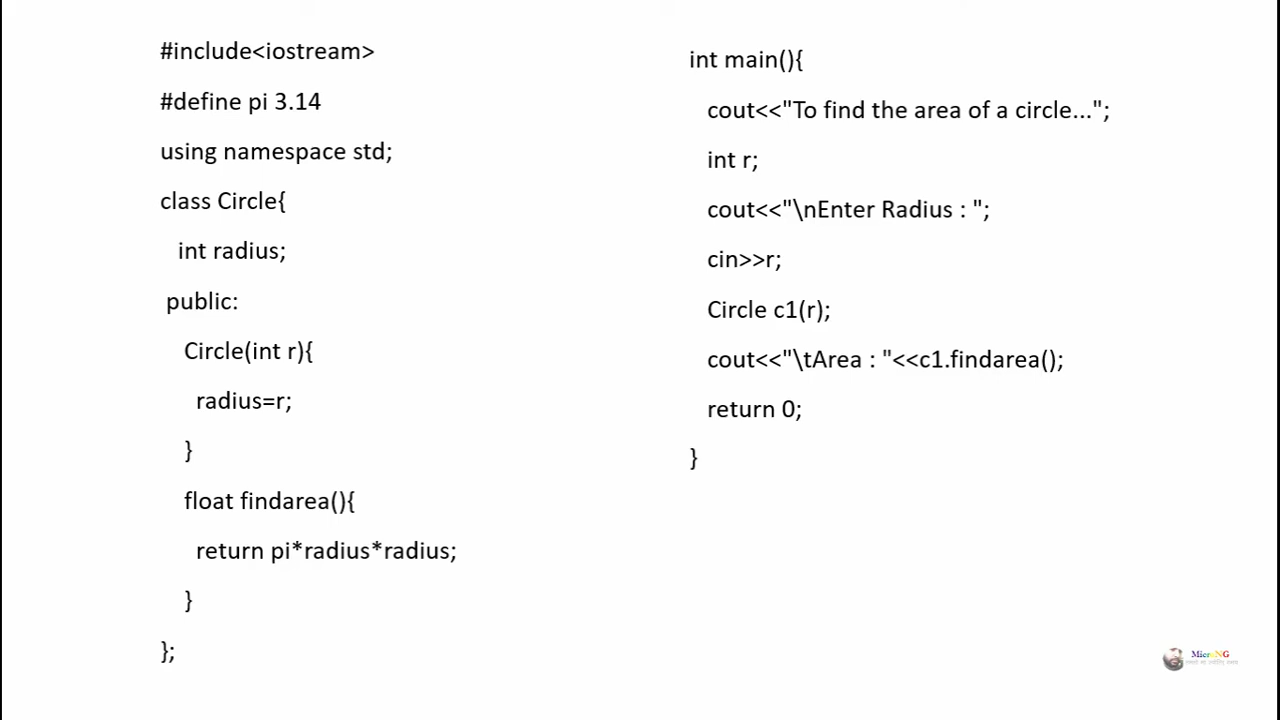 #include<iostream>
#define pi 3.14
using namespace std;
class Circle{
int radius;
public:
Circle(int r){
radius=r;
}
float findarea(){
return pi*radius*radius;
}
};
int main(){
cout<<"To find the area of a circle...";
int r;
cout<<"\nEnter Radius : ";
cin>>r;
Circle c1(r);
cout<<"\tArea : "<<c1.findarea();
return 0;
}
MicroNG